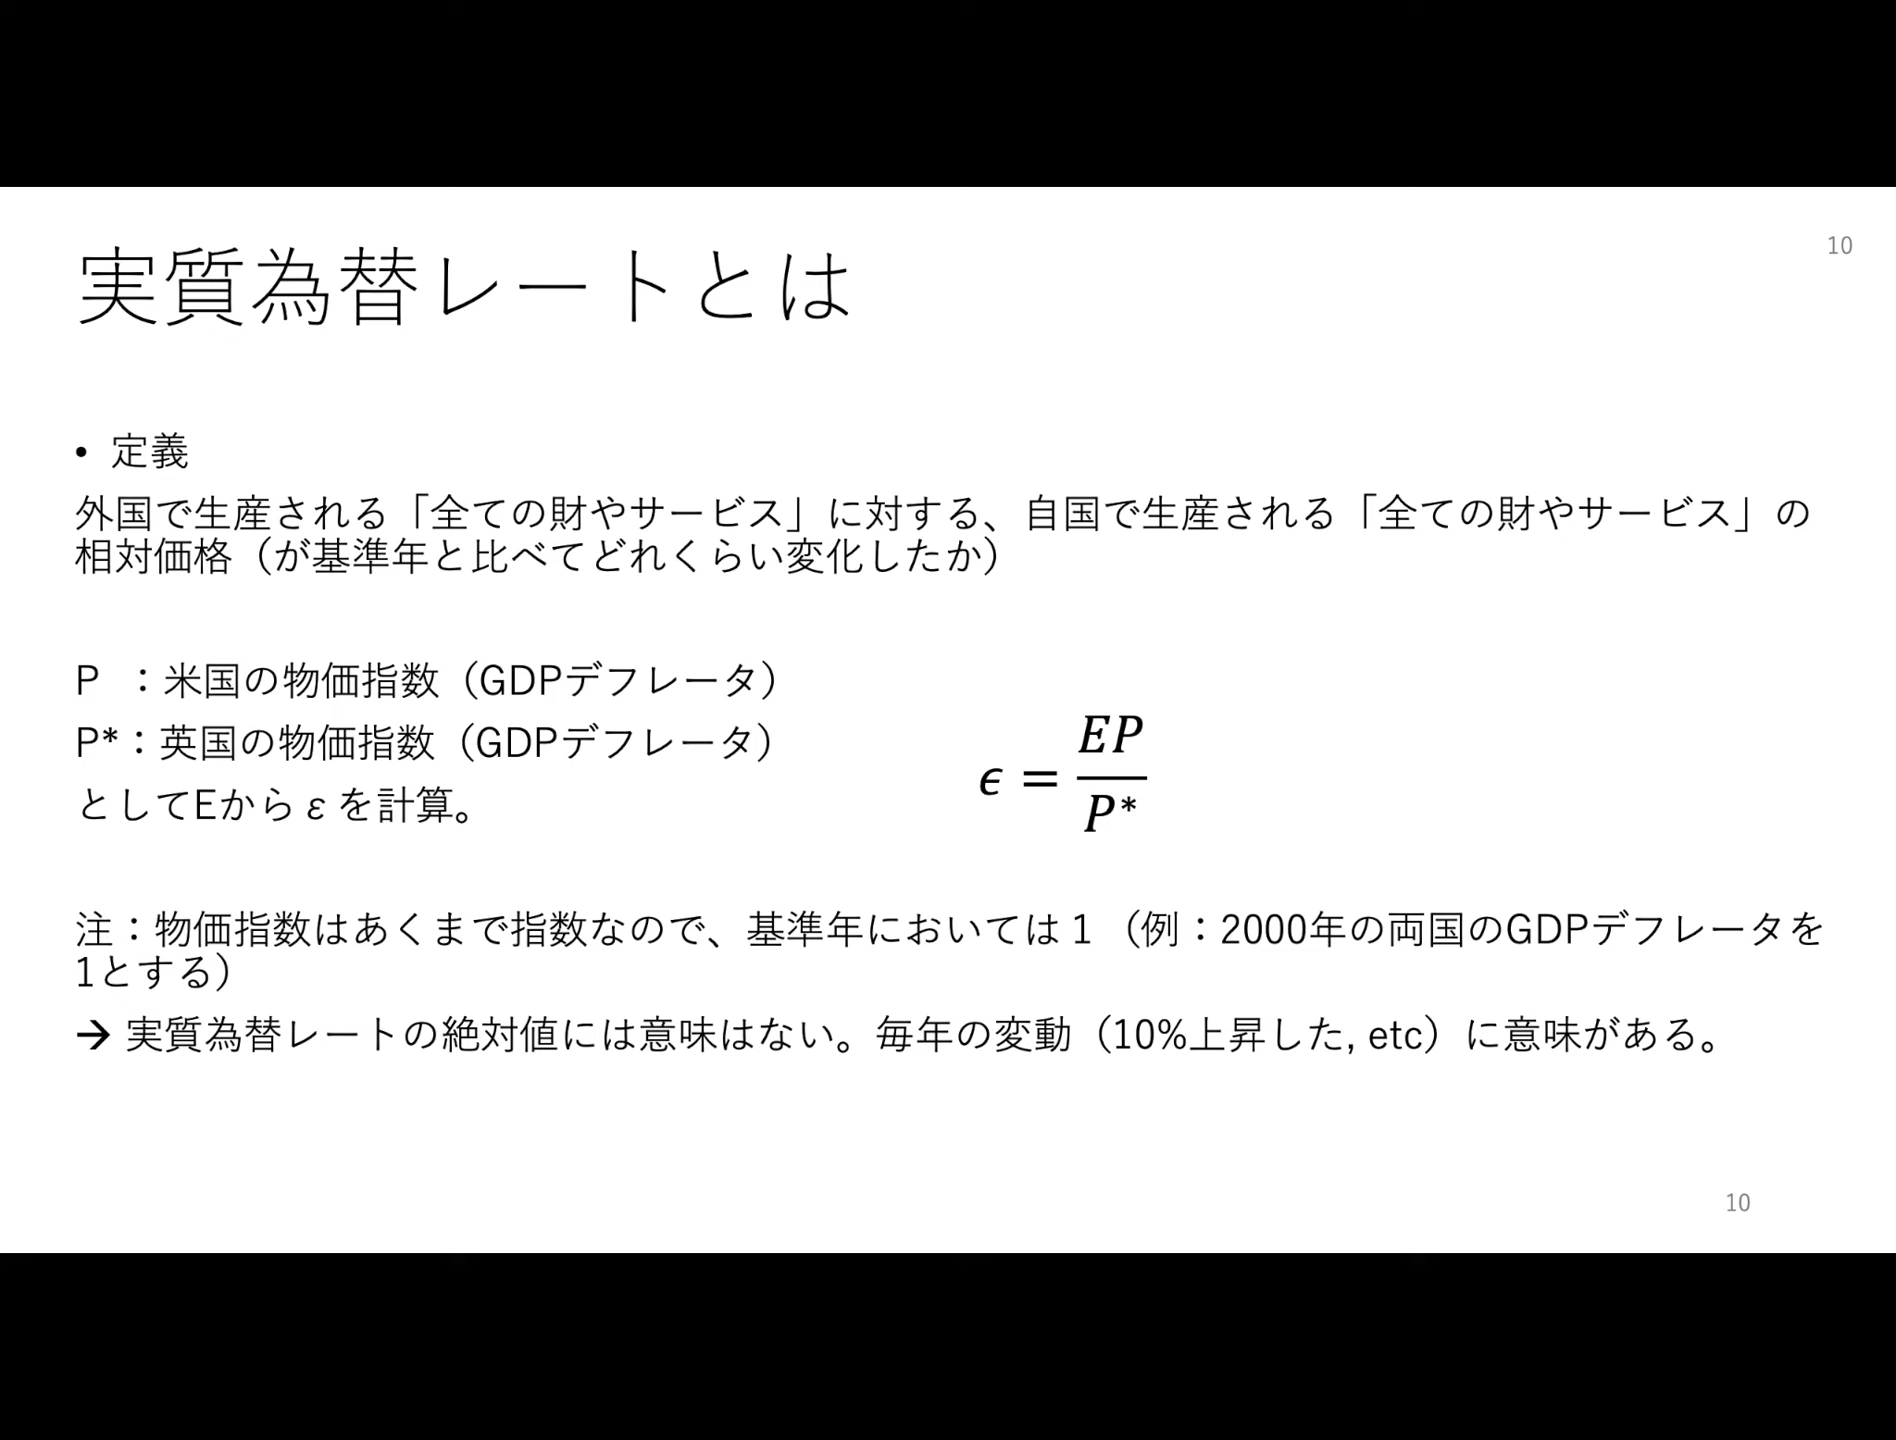 10
実質為替レートとは
• 定義
外国で生産される「全ての財やサービス」に対する、自国で生産される「全ての財やサービス」の
相対価格（が基準年と比べてどれくらい変化したか）
P ：米国の物価指数（GDPデフレータ）
P*：英国の物価指数（GDPデフレータ）
としてEからεを計算。
ϵ = EP / P*
注：物価指数はあくまで指数なので、基準年においては１（例：2000年の両国のGDPデフレータを
1とする）
→ 実質為替レートの絶対値には意味はない。毎年の変動（10%上昇した, etc）に意味がある。
10